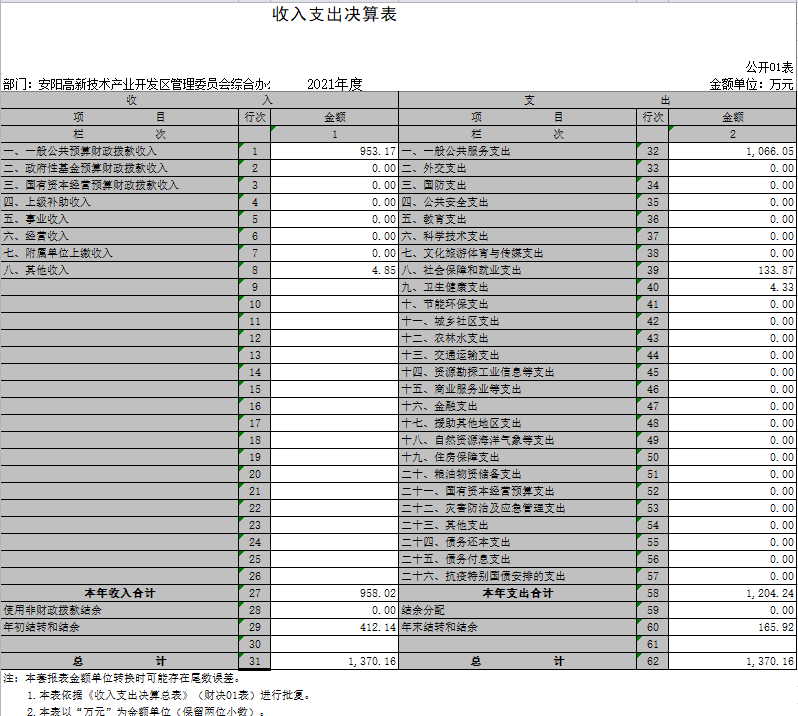 收入支出决算表
公开01表
部门：安阳高新技术产业开发区管理委员会综合办 2021年度 金额单位：万元
收 入 支 出
项 目 行次 金额 项 目 行次 金额
栏 次 1 栏 次 2
一、一般公共预算财政拨款收入 1 953.17 一、一般公共服务支出 32 1,066.05
二、政府性基金预算财政拨款收入 2 0.00 二、外交支出 33 0.00
三、国有资本经营预算财政拨款收入 3 0.00 三、国防支出 34 0.00
四、上级补助收入 4 0.00 四、公共安全支出 35 0.00
五、事业收入 5 0.00 五、教育支出 36 0.00
六、经营收入 6 0.00 六、科学技术支出 37 0.00
七、附属单位上缴收入 7 0.00 七、文化旅游体育与传媒支出 38 0.00
八、其他收入 8 4.85 八、社会保障和就业支出 39 133.87
9 九、卫生健康支出 40 4.33
10 十、节能环保支出 41 0.00
11 十一、城乡社区支出 42 0.00
12 十二、农林水支出 43 0.00
13 十三、交通运输支出 44 0.00
14 十四、资源勘探工业信息等支出 45 0.00
15 十五、商业服务业等支出 46 0.00
16 十六、金融支出 47 0.00
17 十七、援助其他地区支出 48 0.00
18 十八、自然资源海洋气象等支出 49 0.00
19 十九、住房保障支出 50 0.00
20 二十、粮油物资储备支出 51 0.00
21 二十一、国有资本经营预算支出 52 0.00
22 二十二、灾害防治及应急管理支出 53 0.00
23 二十三、其他支出 54 0.00
24 二十四、债务还本支出 55 0.00
25 二十五、债务付息支出 56 0.00
26 二十六、抗疫特别国债安排的支出 57 0.00
本年收入合计 27 958.02 本年支出合计 58 1,204.24
使用非财政拨款结余 28 0.00 结余分配 59 0.00
年初结转和结余 29 412.14 年末结转和结余 60 165.92
30 61
总 计 31 1,370.16 总 计 62 1,370.16
注：本套报表金额单位转换时可能存在尾数误差。
1.本表依据《收入支出决算总表》（财决01表）进行批复。
2.本表以“万元”为金额单位（保留两位小数）。